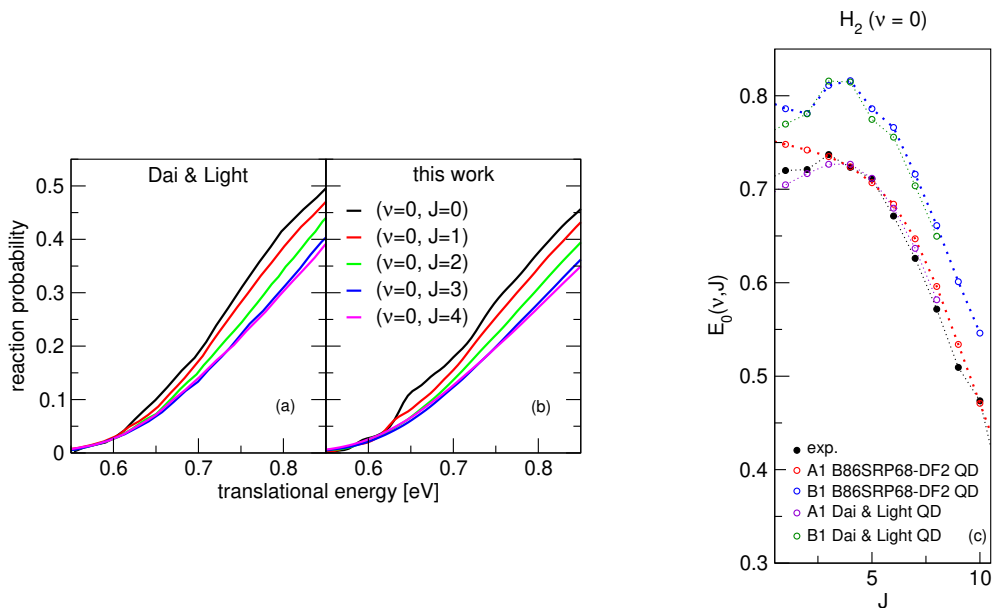 Dai & Light
this work
0.5
0.4
0.3
0.2
0.1
0
reaction probability
(ν=0, J=0)
(ν=0, J=1)
(ν=0, J=2)
(ν=0, J=3)
(ν=0, J=4)
(a)
(b)
0.6 0.7 0.8 0.6 0.7 0.8
translational energy [eV]
H2 (ν = 0)
0.8
0.7
0.6
0.5
0.4
0.3
E0(ν,J)
exp.
A1 B86SRP68-DF2 QD
B1 B86SRP68-DF2 QD
A1 Dai & Light QD
B1 Dai & Light QD
(c)
5 10
J